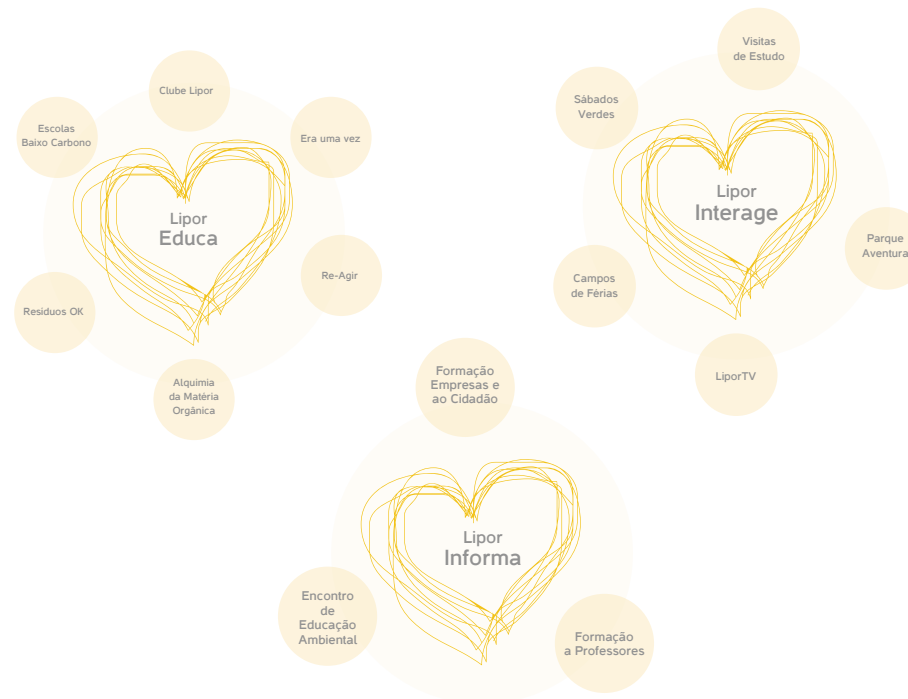 Clube Lipor
Escolas
Baixo Carbono
Era uma vez
Lipor
Educa
Re-Agir
Resíduos OK
Alquimia
da Matéria
Orgânica
Visitas
de Estudo
Sábados
Verdes
Lipor
Interage
Parque
Aventura
Campos
de Férias
LiporTV
Formação
Empresas e
ao Cidadão
Lipor
Informa
Encontro
de
Educação
Ambiental
Formação
a Professores